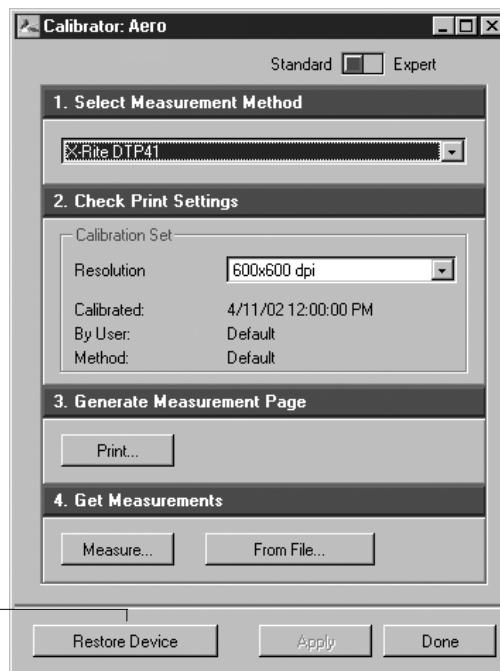 Calibrator: Aero
Standard Expert
1. Select Measurement Method
X-Rite DTP41
2. Check Print Settings
Calibration Set
Resolution 600x600 dpi
Calibrated: 4/11/02 12:00:00 PM
By User: Default
Method: Default
3. Generate Measurement Page
Print...
4. Get Measurements
Measure... From File...
Restore Device Apply Done